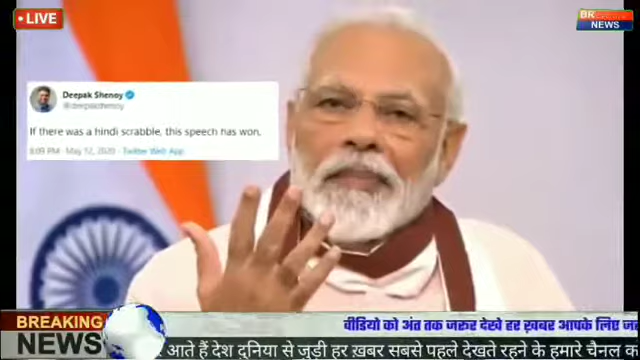 LIVE
BREAKING
NEWS
Deepak Shenoy
@deepakshenoy
If there was a hindi scrabble, this speech has won.
8:09 PM · May 12, 2020 · Twitter Web App
वीडियो को अंत तक जरूर देखे हर ख़बर आपके लिए
BREAKING
NEWS
आते हैं देश दुनिया से जुड़ी हर ख़बर सबसे पहले देखते रहने के हमारे चैनल